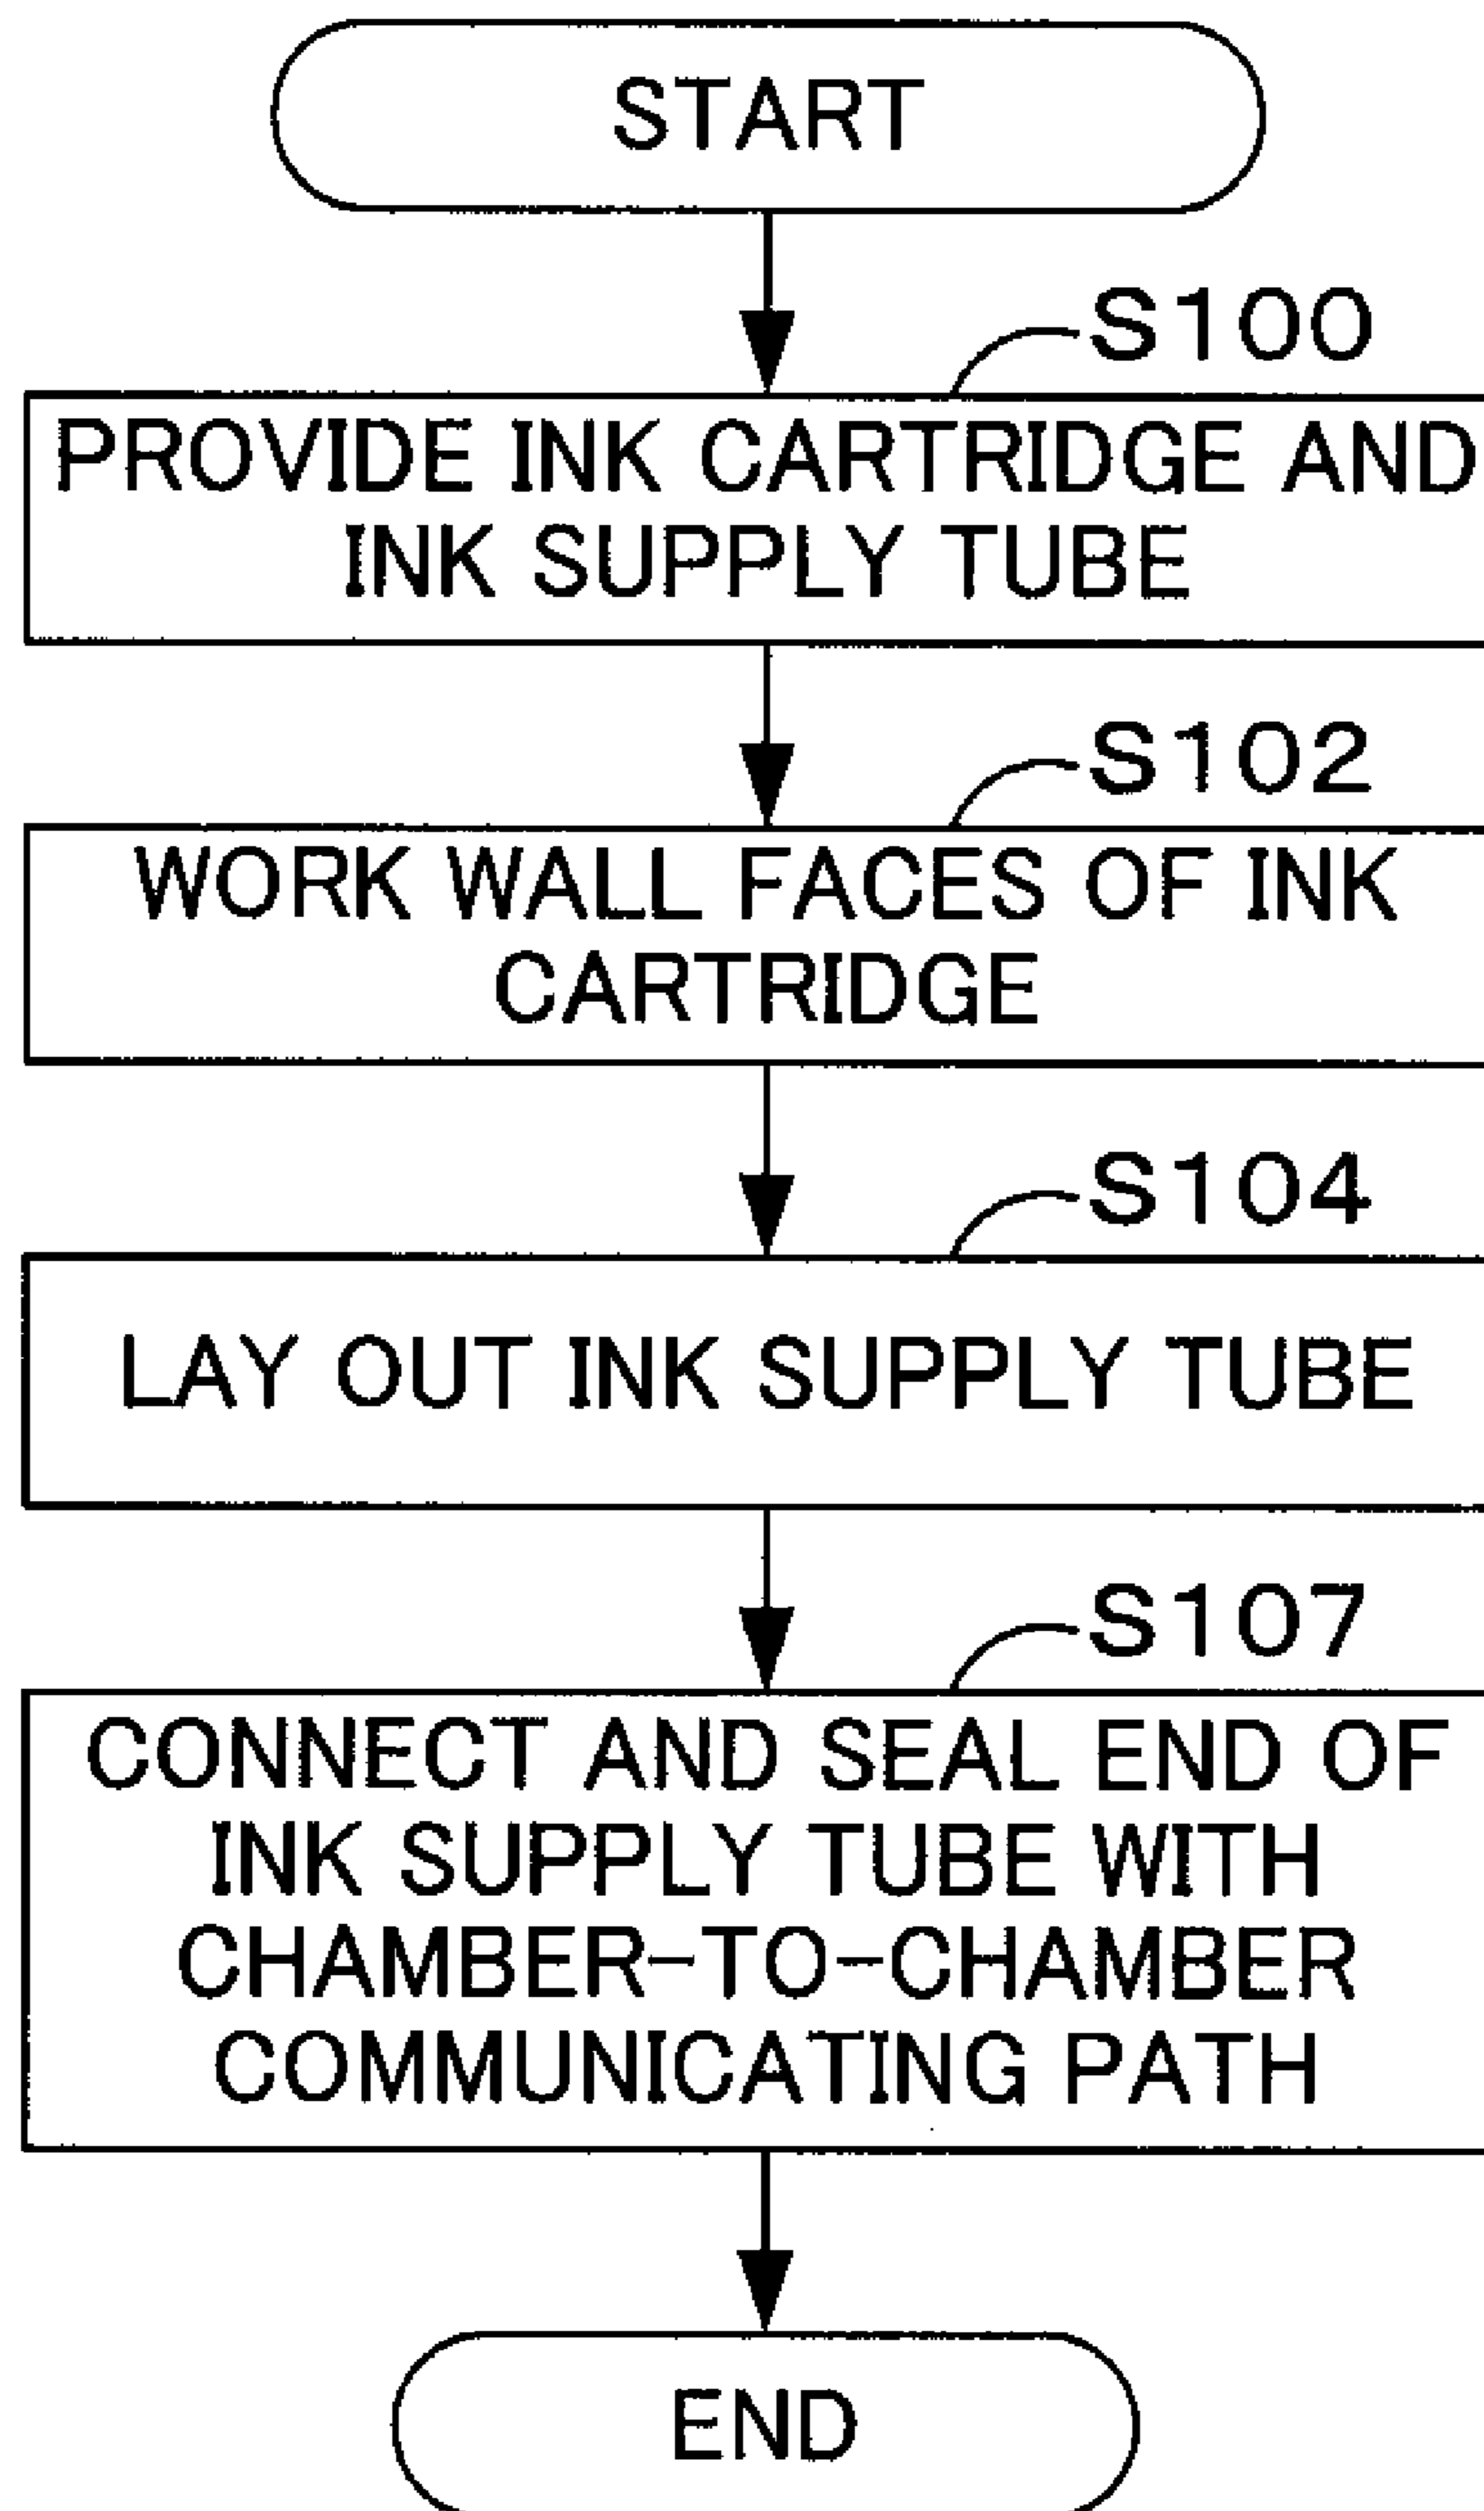 START
S100
PROVIDE INK CARTRIDGE AND
INK SUPPLY TUBE
S102
WORK WALL FACES OF INK
CARTRIDGE
S104
LAY OUT INK SUPPLY TUBE
S107
CONNECT AND SEAL END OF
INK SUPPLY TUBE WITH
CHAMBER-TO-CHAMBER
COMMUNICATING PATH
END